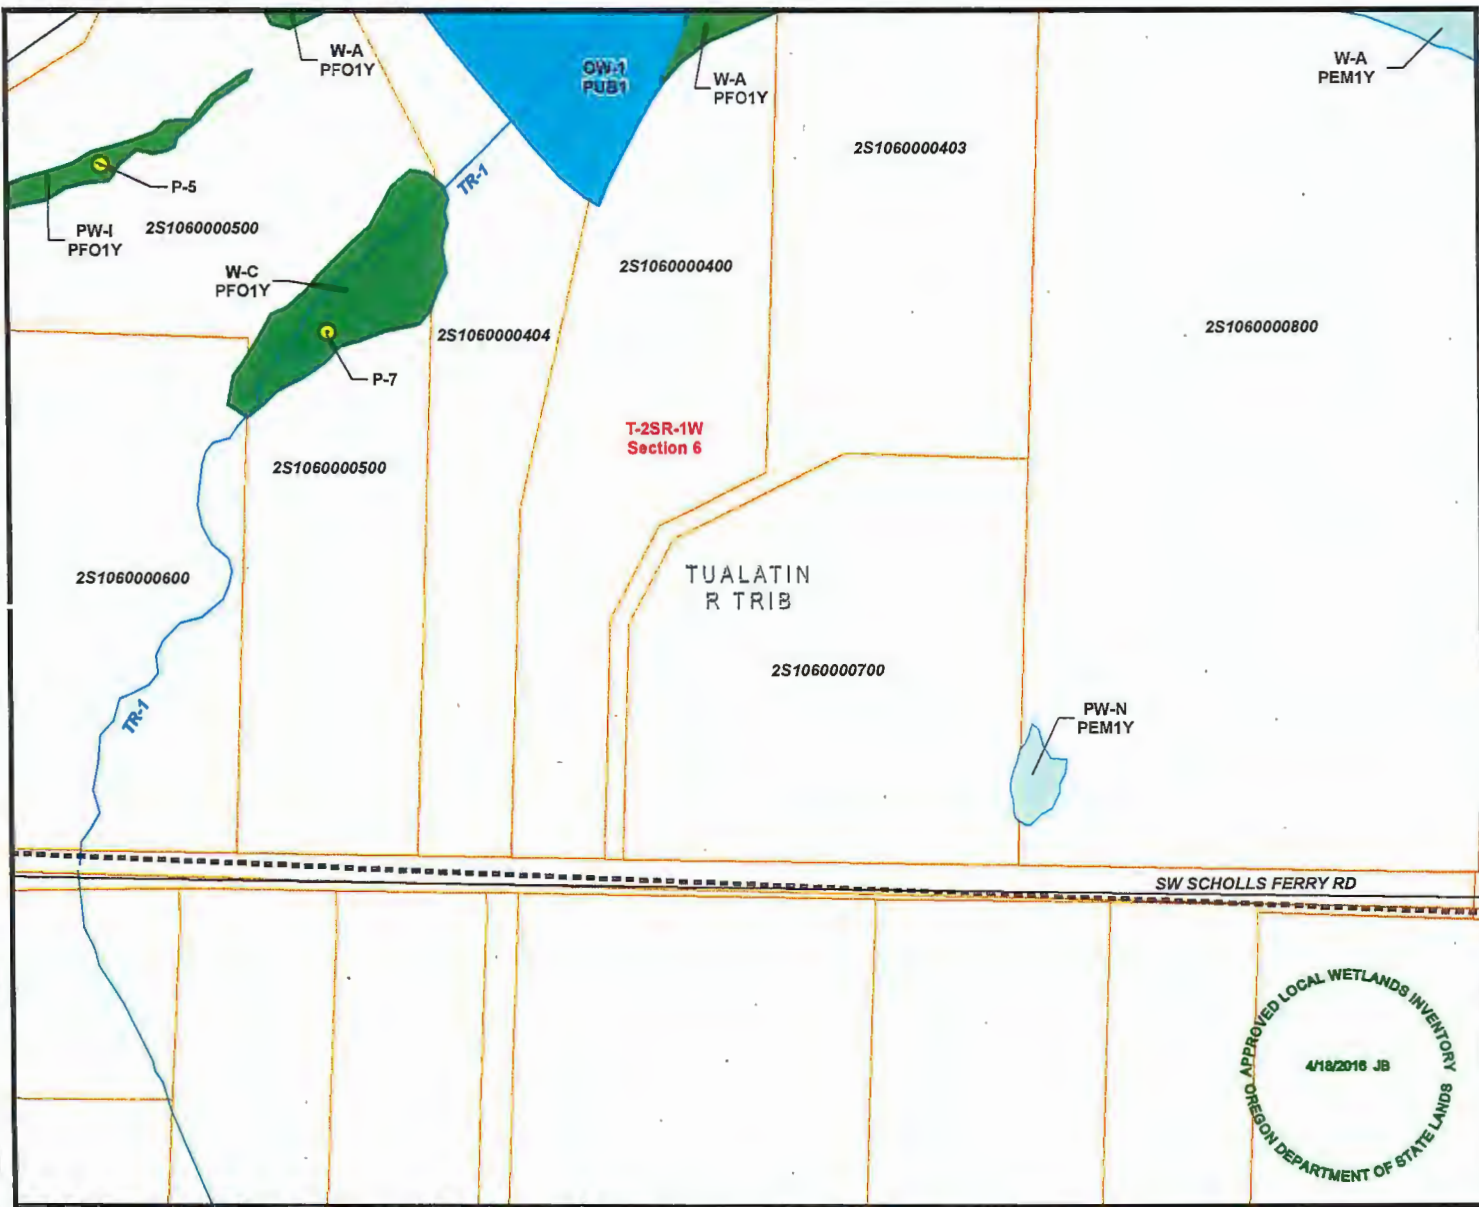 W-A
PFO1Y
OW-1
PUB1
W-A
PFO1Y
W-A
PEM1Y
2S1060000403
P-5
TR-1
PW-I
PFO1Y
2S1060000500
W-C
PFO1Y
2S1060000400
2S1060000404
2S1060000800
P-7
T-2SR-1W
Section 6
2S1060000500
2S1060000600
TUALATIN
R TRIB
2S1060000700
TR-1
PW-N
PEM1Y
SW SCHOLLS FERRY RD
APPROVED LOCAL WETLANDS INVENTORY
4/18/2016 JB
OREGON DEPARTMENT OF STATE LANDS